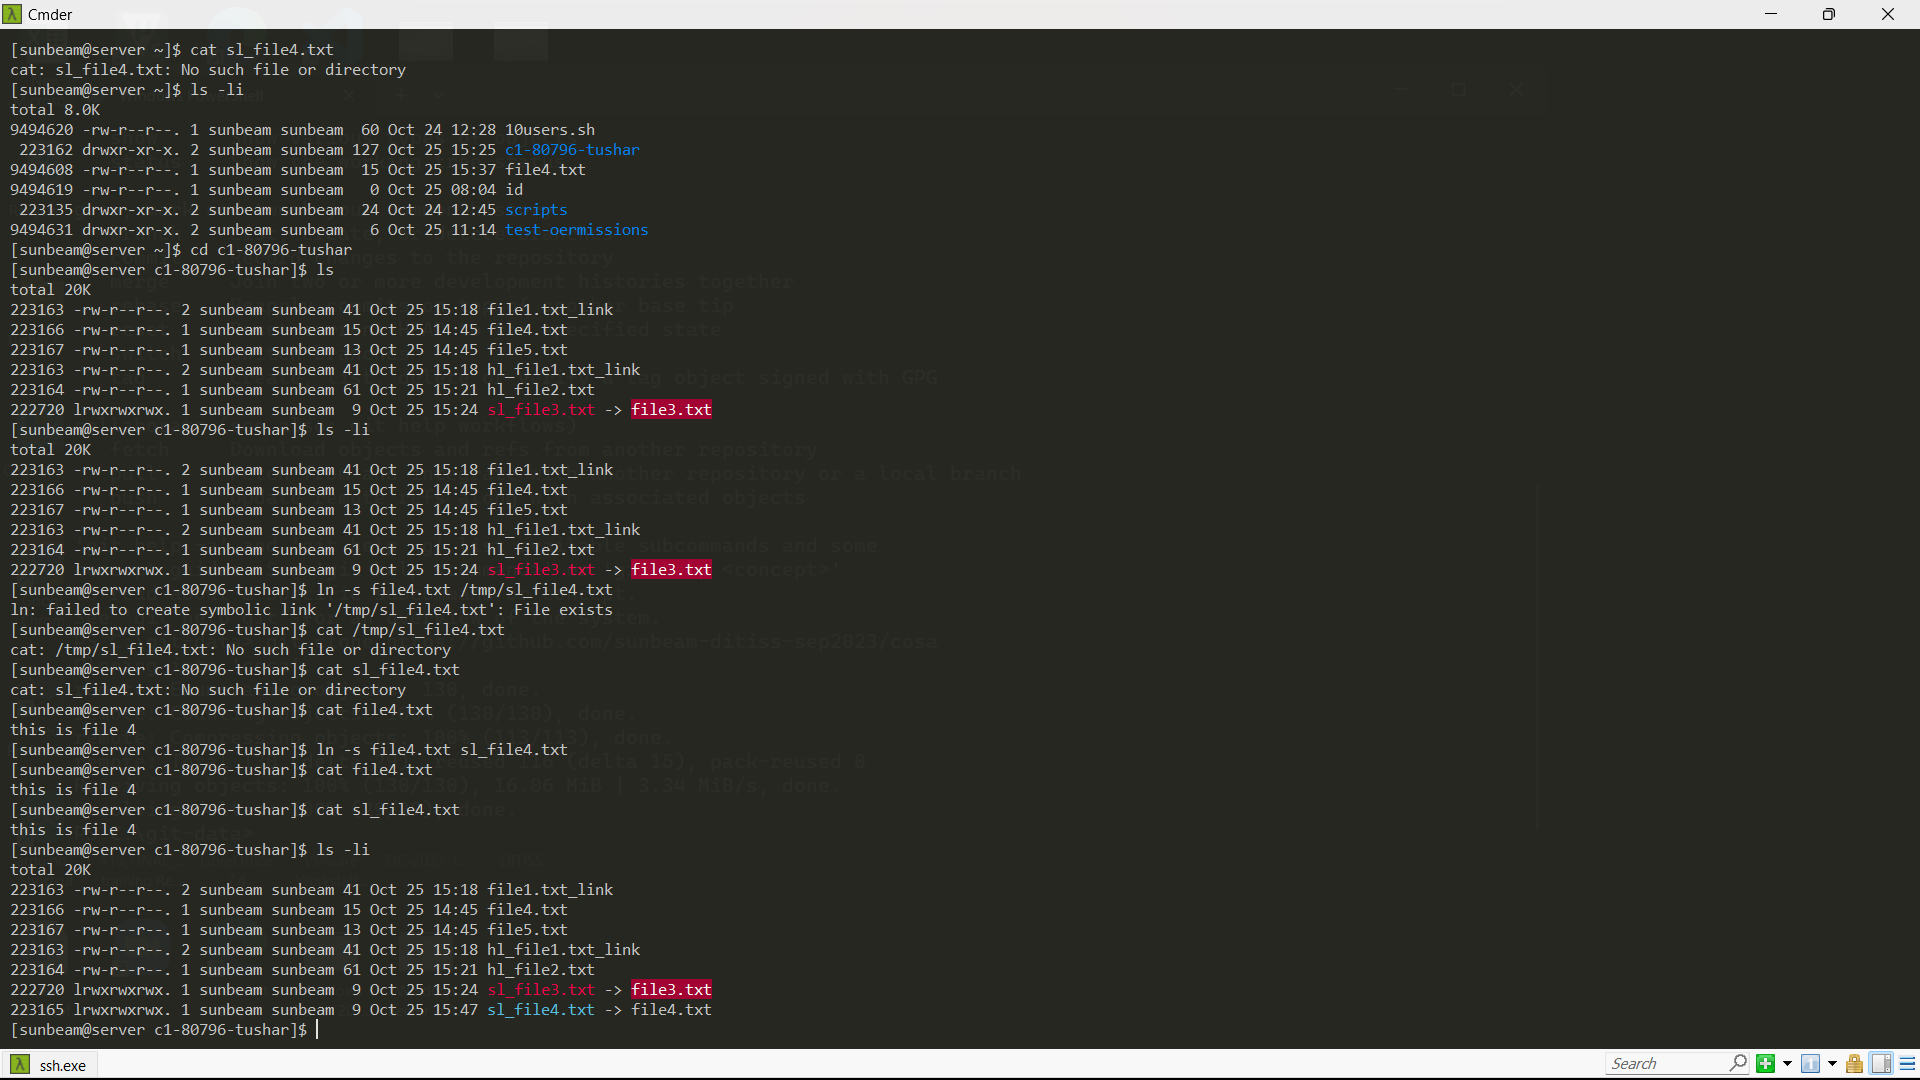 Cmder
[sunbeam@server ~]$ cat sl_file4.txt
cat: sl_file4.txt: No such file or directory
[sunbeam@server ~]$ ls -li
total 8.0K
9494620 -rw-r--r--. 1 sunbeam sunbeam  60 Oct 24 12:28 10users.sh
 223162 drwxr-xr-x. 2 sunbeam sunbeam 127 Oct 25 15:25 c1-80796-tushar
9494608 -rw-r--r--. 1 sunbeam sunbeam  15 Oct 25 15:37 file4.txt
9494619 -rw-r--r--. 1 sunbeam sunbeam   0 Oct 25 08:04 id
 223135 drwxr-xr-x. 2 sunbeam sunbeam  24 Oct 24 12:45 scripts
9494631 drwxr-xr-x. 2 sunbeam sunbeam   6 Oct 25 11:14 test-oermissions
[sunbeam@server ~]$ cd c1-80796-tushar
[sunbeam@server c1-80796-tushar]$ ls
total 20K
223163 -rw-r--r--. 2 sunbeam sunbeam 41 Oct 25 15:18 file1.txt_link
223166 -rw-r--r--. 1 sunbeam sunbeam 15 Oct 25 14:45 file4.txt
223167 -rw-r--r--. 1 sunbeam sunbeam 13 Oct 25 14:45 file5.txt
223163 -rw-r--r--. 2 sunbeam sunbeam 41 Oct 25 15:18 hl_file1.txt_link
223164 -rw-r--r--. 1 sunbeam sunbeam 61 Oct 25 15:21 hl_file2.txt
222720 lrwxrwxrwx. 1 sunbeam sunbeam  9 Oct 25 15:24 sl_file3.txt -> file3.txt
[sunbeam@server c1-80796-tushar]$ ls -li
total 20K
223163 -rw-r--r--. 2 sunbeam sunbeam 41 Oct 25 15:18 file1.txt_link
223166 -rw-r--r--. 1 sunbeam sunbeam 15 Oct 25 14:45 file4.txt
223167 -rw-r--r--. 1 sunbeam sunbeam 13 Oct 25 14:45 file5.txt
223163 -rw-r--r--. 2 sunbeam sunbeam 41 Oct 25 15:18 hl_file1.txt_link
223164 -rw-r--r--. 1 sunbeam sunbeam 61 Oct 25 15:21 hl_file2.txt
222720 lrwxrwxrwx. 1 sunbeam sunbeam  9 Oct 25 15:24 sl_file3.txt -> file3.txt
[sunbeam@server c1-80796-tushar]$ ln -s file4.txt /tmp/sl_file4.txt
ln: failed to create symbolic link '/tmp/sl_file4.txt': File exists
[sunbeam@server c1-80796-tushar]$ cat /tmp/sl_file4.txt
cat: /tmp/sl_file4.txt: No such file or directory
[sunbeam@server c1-80796-tushar]$ cat sl_file4.txt
cat: sl_file4.txt: No such file or directory
[sunbeam@server c1-80796-tushar]$ cat file4.txt
this is file 4
[sunbeam@server c1-80796-tushar]$ ln -s file4.txt sl_file4.txt
[sunbeam@server c1-80796-tushar]$ cat file4.txt
this is file 4
[sunbeam@server c1-80796-tushar]$ cat sl_file4.txt
this is file 4
[sunbeam@server c1-80796-tushar]$ ls -li
total 20K
223163 -rw-r--r--. 2 sunbeam sunbeam 41 Oct 25 15:18 file1.txt_link
223166 -rw-r--r--. 1 sunbeam sunbeam 15 Oct 25 14:45 file4.txt
223167 -rw-r--r--. 1 sunbeam sunbeam 13 Oct 25 14:45 file5.txt
223163 -rw-r--r--. 2 sunbeam sunbeam 41 Oct 25 15:18 hl_file1.txt_link
223164 -rw-r--r--. 1 sunbeam sunbeam 61 Oct 25 15:21 hl_file2.txt
222720 lrwxrwxrwx. 1 sunbeam sunbeam  9 Oct 25 15:24 sl_file3.txt -> file3.txt
223165 lrwxrwxrwx. 1 sunbeam sunbeam  9 Oct 25 15:47 sl_file4.txt -> file4.txt
[sunbeam@server c1-80796-tushar]$
ssh.exe
Search